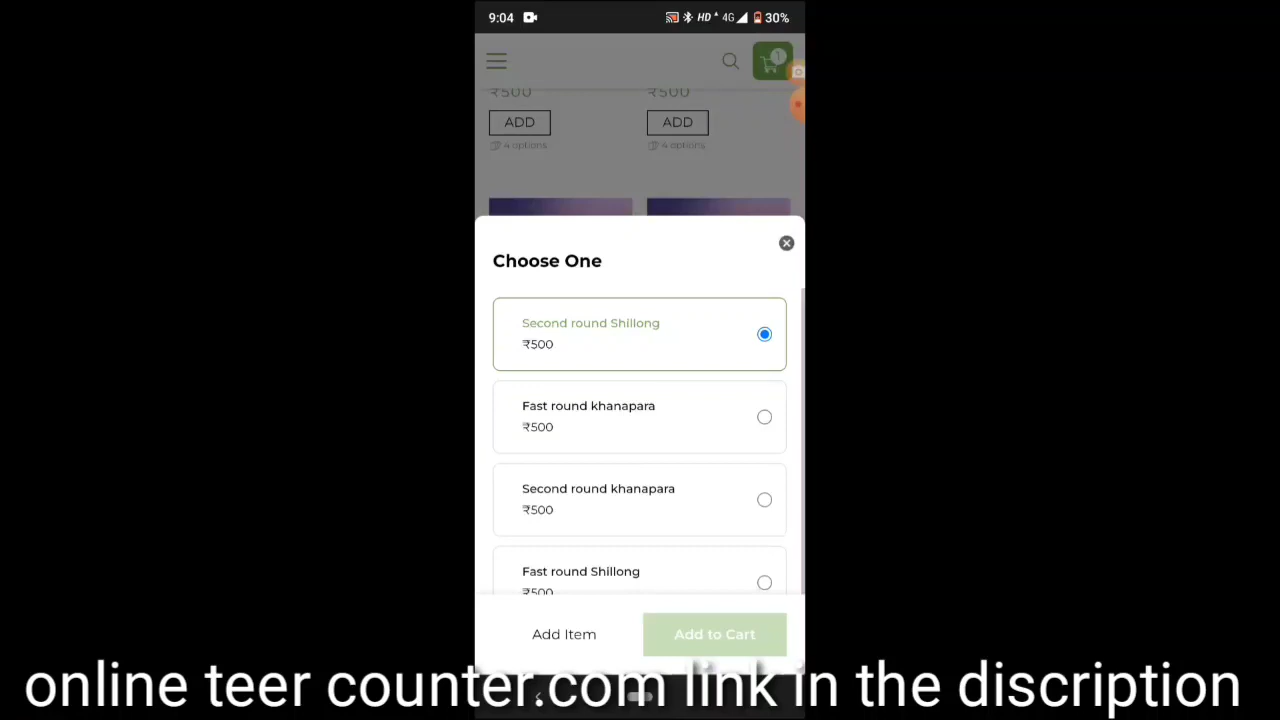 9:04 HD 4G 30%
1
₹500 ₹500
ADD ADD
4 options 4 options
Choose One
Second round Shillong
₹500
Fast round khanapara
₹500
Second round khanapara
₹500
Fast round Shillong
₹500
Add Item Add to Cart
online teer counter.com link in the discription